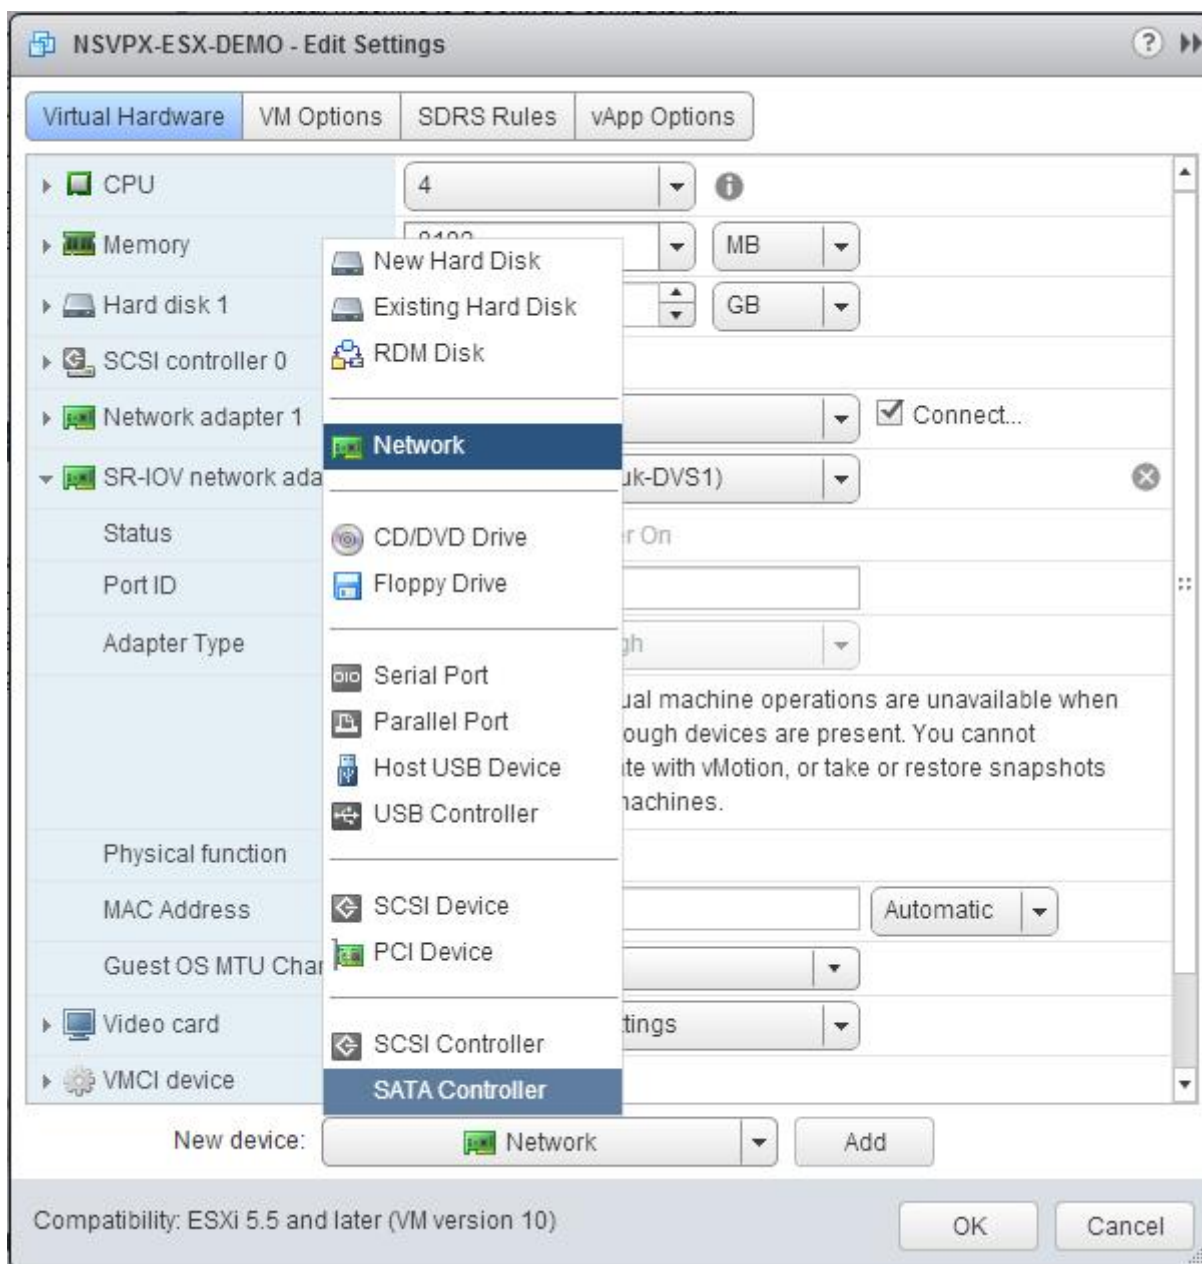 NSVPX-ESX-DEMO - Edit Settings
Virtual Hardware VM Options SDRS Rules vApp Options
CPU 4
Memory MB
Hard disk 1 GB
SCSI controller 0
Network adapter 1 Connect...
SR-IOV network ada uk-DVS1)
Status r On
Port ID
Adapter Type gh
ual machine operations are unavailable when
ough devices are present. You cannot
te with vMotion, or take or restore snapshots
machines.
Physical function
MAC Address Automatic
Guest OS MTU Char
Video card ttings
VMCI device
New Hard Disk
Existing Hard Disk
RDM Disk
Network
CD/DVD Drive
Floppy Drive
Serial Port
Parallel Port
Host USB Device
USB Controller
SCSI Device
PCI Device
SCSI Controller
SATA Controller
New device: Network Add
Compatibility: ESXi 5.5 and later (VM version 10)
OK Cancel